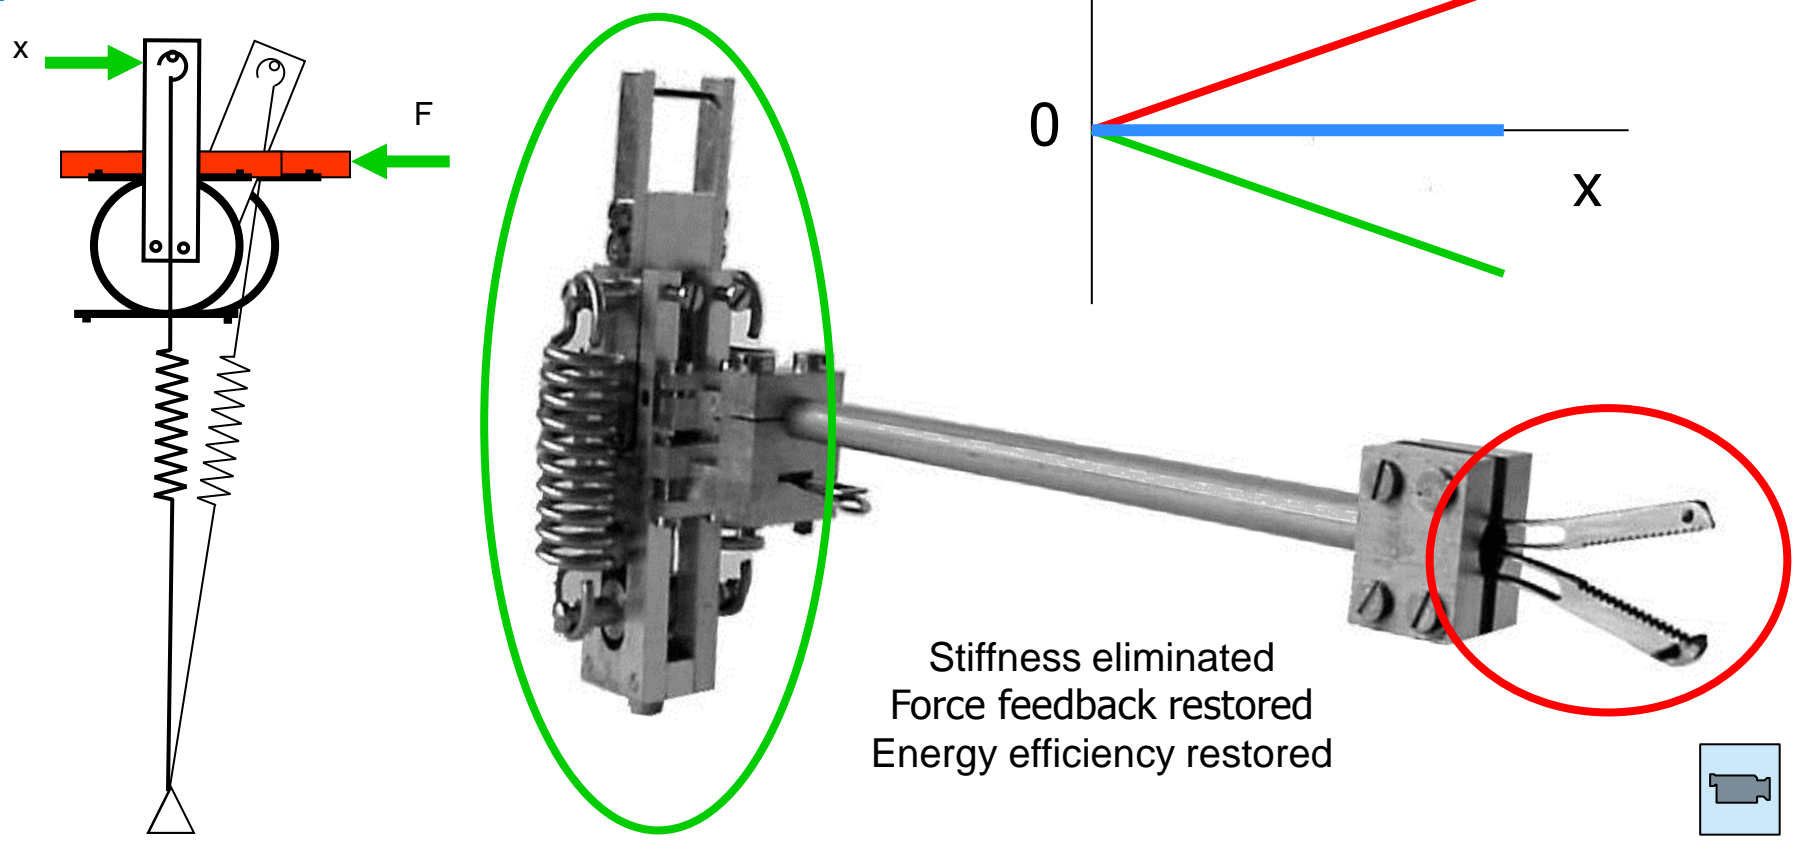 x
F
0
x
Stiffness eliminated
Force feedback restored
Energy efficiency restored